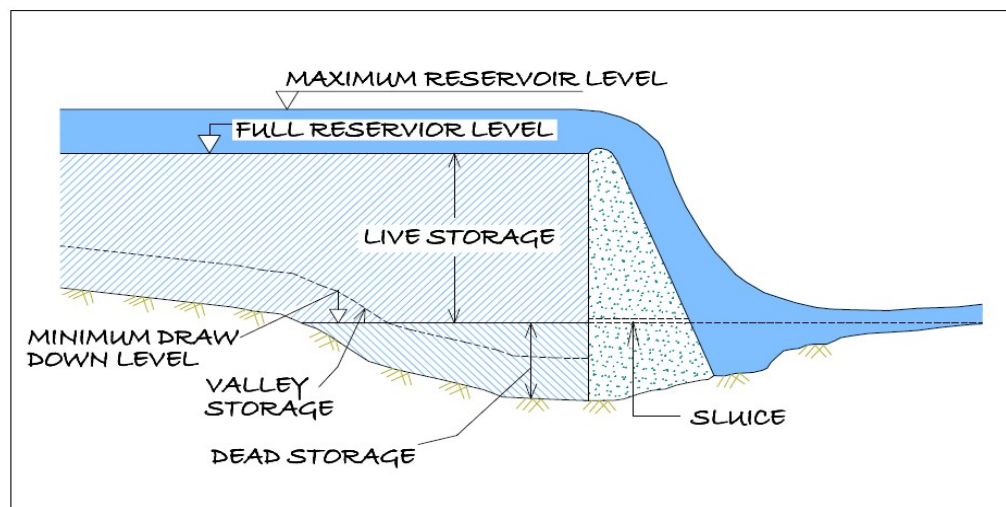 MAXIMUM RESERVOIR LEVEL
FULL RESERVIOR LEVEL
LIVE STORAGE
MINIMUM DRAW
DOWN LEVEL
VALLEY
STORAGE
SLUICE
DEAD STORAGE